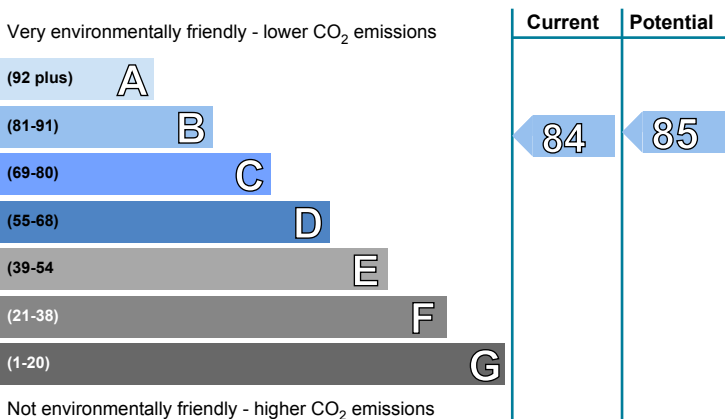 Current Potential
Very environmentally friendly - lower CO2 emissions
(92 plus) A
(81-91) B 84 85
(69-80) C
(55-68) D
(39-54 E
(21-38) F
(1-20) G
Not environmentally friendly - higher CO2 emissions